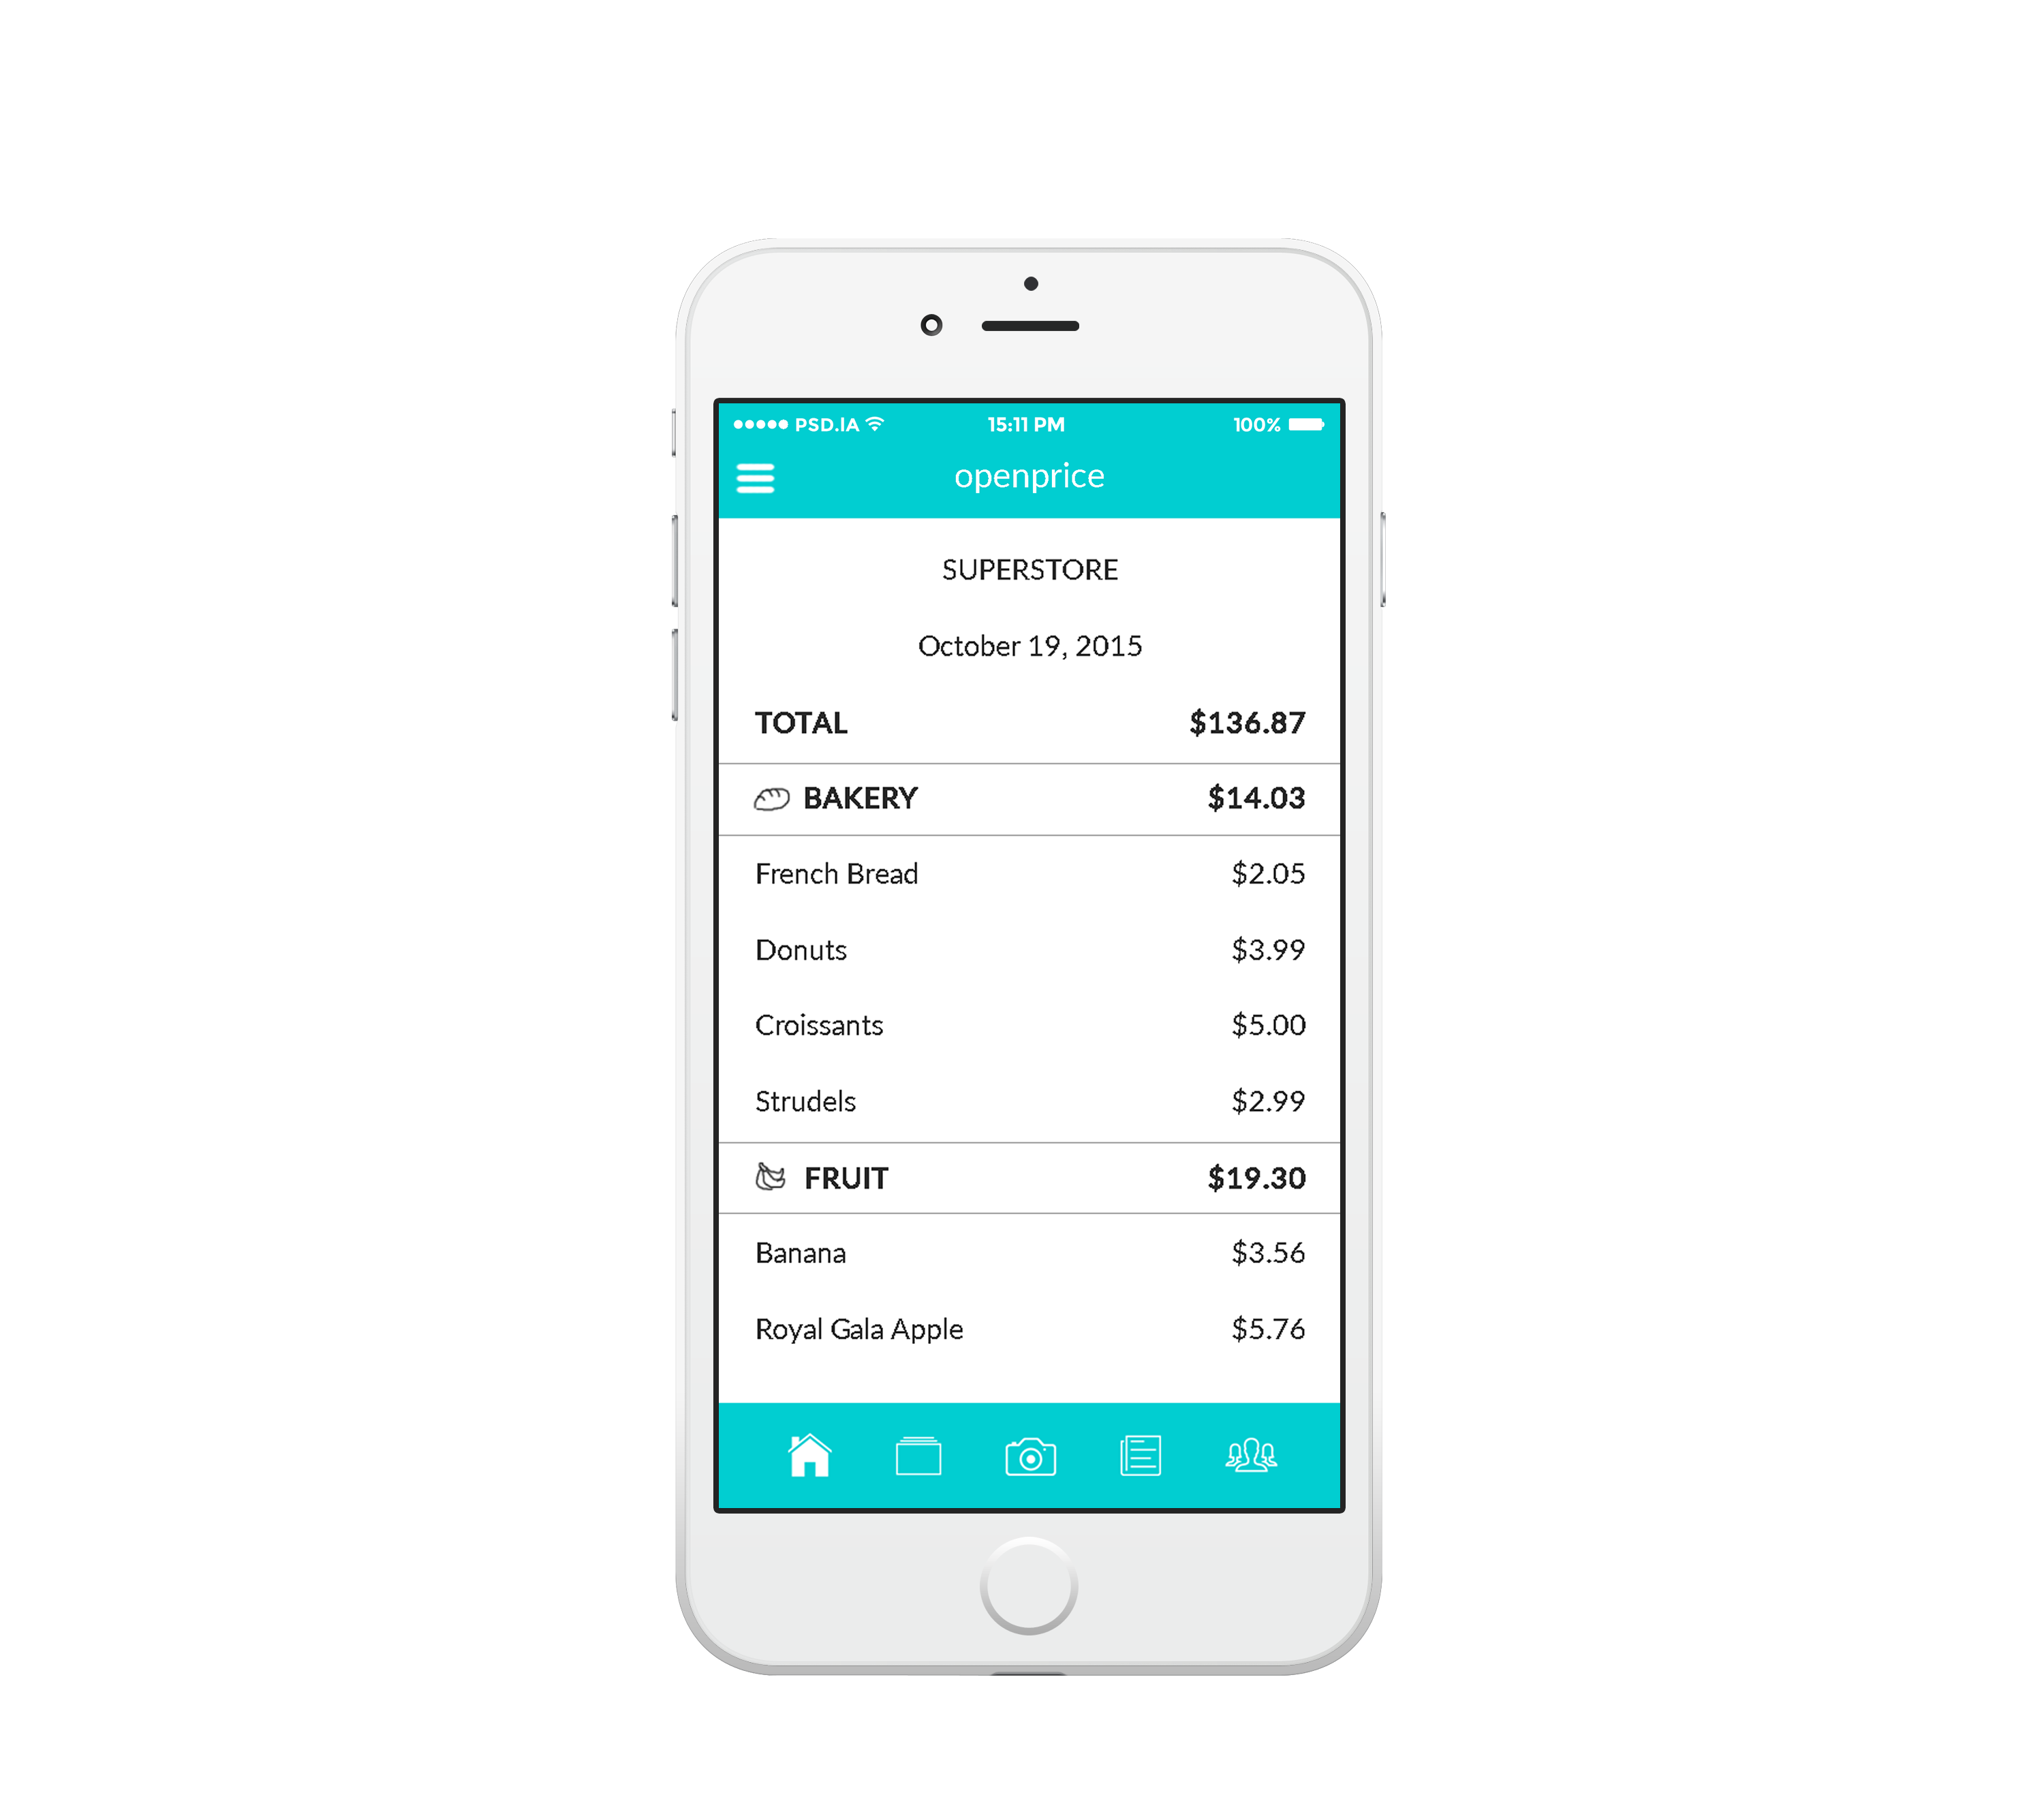 PSD.IA 15:11 PM 100%
openprice
SUPERSTORE
October 19, 2015
TOTAL $136.87
BAKERY $14.03
French Bread $2.05
Donuts $3.99
Croissants $5.00
Strudels $2.99
FRUIT $19.30
Banana $3.56
Royal Gala Apple $5.76